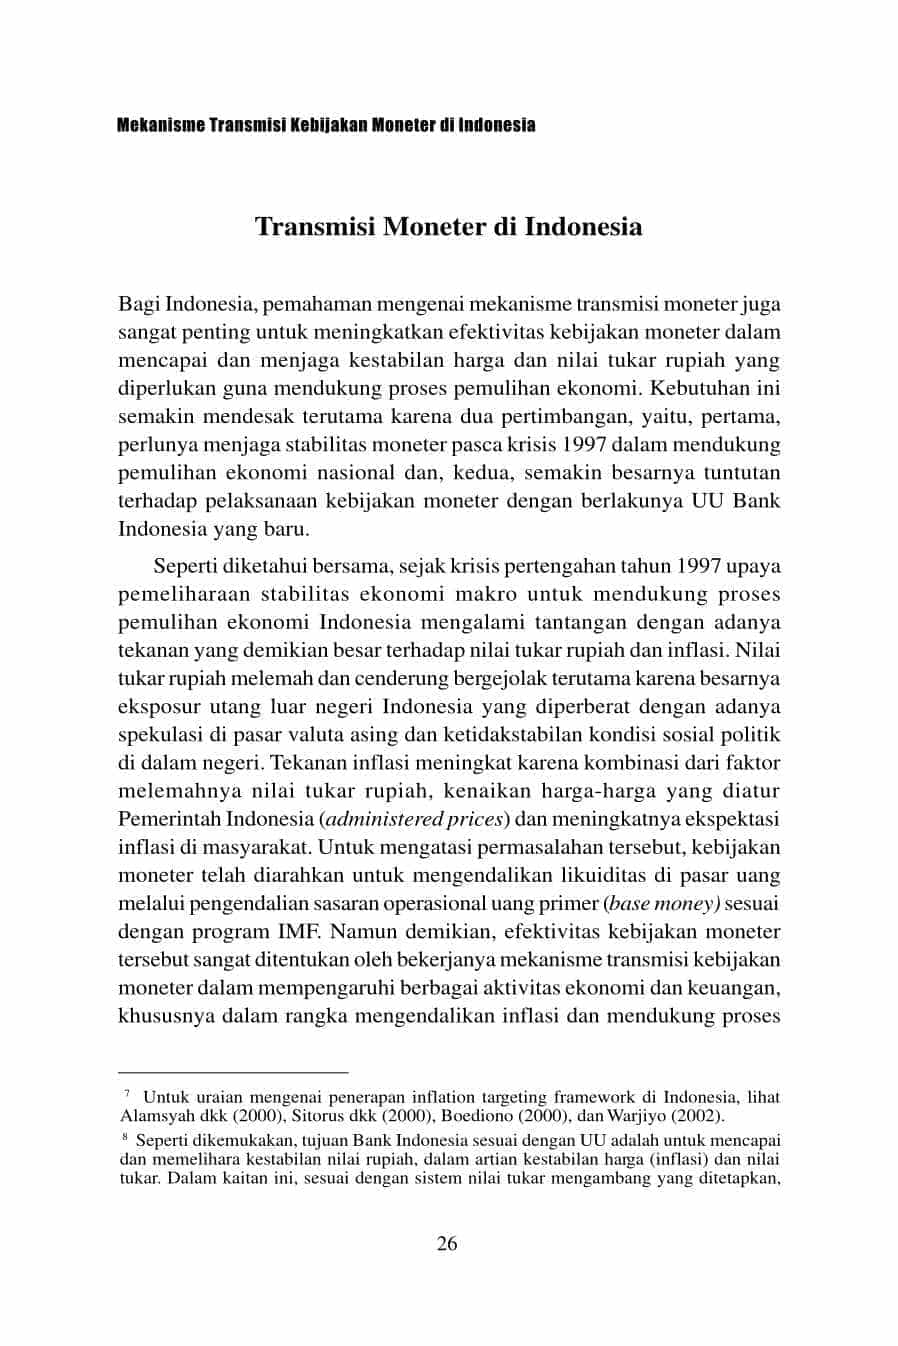 Mekanisme Transmisi Kebijakan Moneter di Indonesia
Transmisi Moneter di Indonesia
Bagi Indonesia, pemahaman mengenai mekanisme transmisi moneter juga
sangat penting untuk meningkatkan efektivitas kebijakan moneter dalam
mencapai dan menjaga kestabilan harga dan nilai tukar rupiah yang
diperlukan guna mendukung proses pemulihan ekonomi. Kebutuhan ini
semakin mendesak terutama karena dua pertimbangan, yaitu, pertama,
perlunya menjaga stabilitas moneter pasca krisis 1997 dalam mendukung
pemulihan ekonomi nasional dan, kedua, semakin besarnya tuntutan
terhadap pelaksanaan kebijakan moneter dengan berlakunya UU Bank
Indonesia yang baru.
Seperti diketahui bersama, sejak krisis pertengahan tahun 1997 upaya
pemeliharaan stabilitas ekonomi makro untuk mendukung proses
pemulihan ekonomi Indonesia mengalami tantangan dengan adanya
tekanan yang demikian besar terhadap nilai tukar rupiah dan inflasi. Nilai
tukar rupiah melemah dan cenderung bergejolak terutama karena besarnya
eksposur utang luar negeri Indonesia yang diperberat dengan adanya
spekulasi di pasar valuta asing dan ketidakstabilan kondisi sosial politik
di dalam negeri. Tekanan inflasi meningkat karena kombinasi dari faktor
melemahnya nilai tukar rupiah, kenaikan harga-harga yang diatur
Pemerintah Indonesia (administered prices) dan meningkatnya ekspektasi
inflasi di masyarakat. Untuk mengatasi permasalahan tersebut, kebijakan
moneter telah diarahkan untuk mengendalikan likuiditas di pasar uang
melalui pengendalian sasaran operasional uang primer (base money) sesuai
dengan program IMF. Namun demikian, efektivitas kebijakan moneter
tersebut sangat ditentukan oleh bekerjanya mekanisme transmisi kebijakan
moneter dalam mempengaruhi berbagai aktivitas ekonomi dan keuangan,
khususnya dalam rangka mengendalikan inflasi dan mendukung proses
7 Untuk uraian mengenai penerapan inflation targeting framework di Indonesia, lihat
Alamsyah dkk (2000), Sitorus dkk (2000), Boediono (2000), dan Warjiyo (2002).
8 Seperti dikemukakan, tujuan Bank Indonesia sesuai dengan UU adalah untuk mencapai
dan memelihara kestabilan nilai rupiah, dalam artian kestabilan harga (inflasi) dan nilai
tukar. Dalam kaitan ini, sesuai dengan sistem nilai tukar mengambang yang ditetapkan,
26